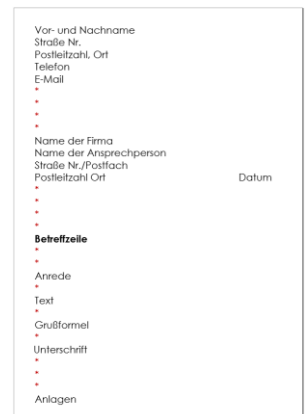 Vor- und Nachname
Straße Nr.
Postleitzahl, Ort
Telefon
E-Mail
*
*
*
*
Name der Firma
Name der Ansprechperson
Straße Nr./Postfach
Postleitzahl Ort Datum
*
*
*
*
Betreffzeile
*
*
Anrede
*
Text
*
Grußformel
*
Unterschrift
*
*
*
Anlagen